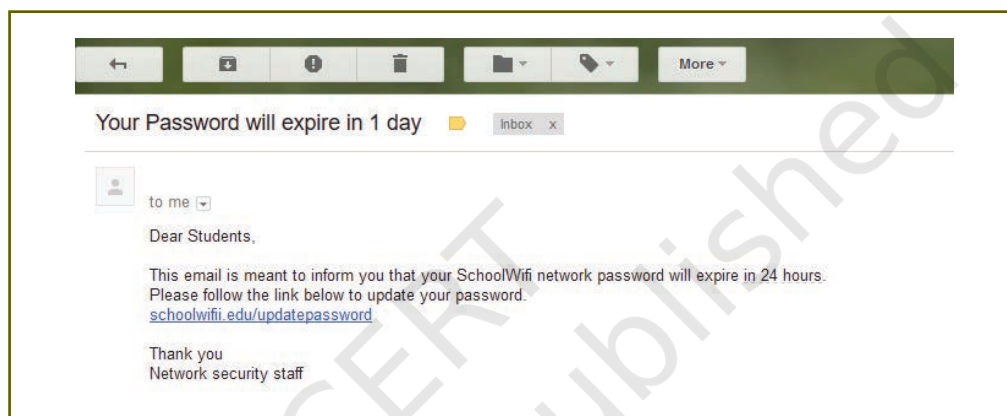 More
Your Password will expire in 1 day
Inbox x
to me
Dear Students,
This email is meant to inform you that your SchoolWifi network password will expire in 24 hours.
Please follow the link below to update your password.
schoolwifii.edu/updatepassword
Thank you
Network security staff